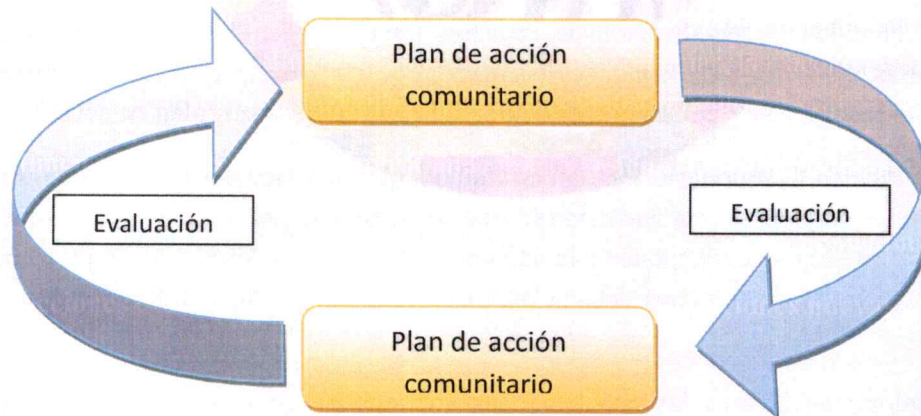 Plan de acción
comunitario
Evaluación
Evaluación
Plan de acción
comunitario